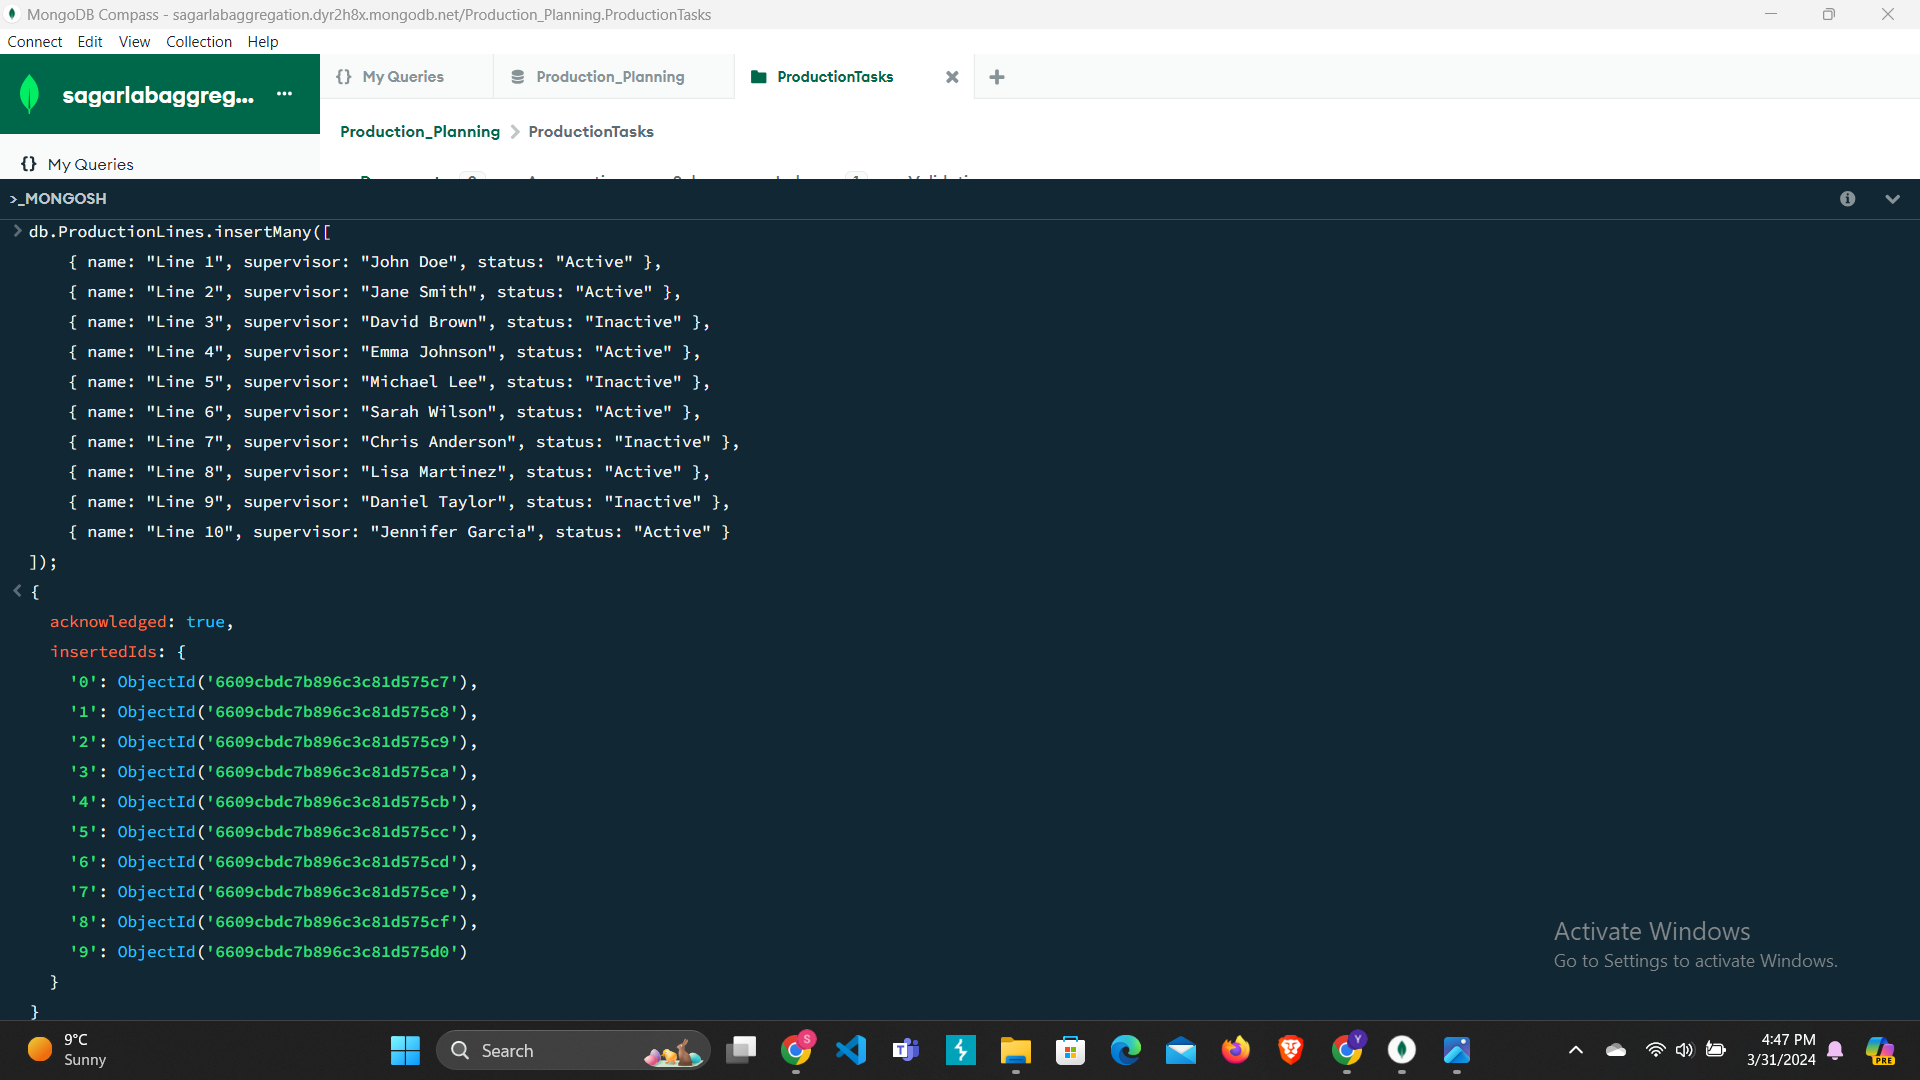 MongoDB Compass - sagarlabaggregation.dyr2h8x.mongodb.net/Production_Planning.ProductionTasks
Connect Edit View Collection Help
sagarlabaggreg... ...
{} My Queries
Production_Planning
ProductionTasks
Production_Planning > ProductionTasks
{} My Queries
>_MONGOSH
> db.ProductionLines.insertMany([
{ name: "Line 1", supervisor: "John Doe", status: "Active" },
{ name: "Line 2", supervisor: "Jane Smith", status: "Active" },
{ name: "Line 3", supervisor: "David Brown", status: "Inactive" },
{ name: "Line 4", supervisor: "Emma Johnson", status: "Active" },
{ name: "Line 5", supervisor: "Michael Lee", status: "Inactive" },
{ name: "Line 6", supervisor: "Sarah Wilson", status: "Active" },
{ name: "Line 7", supervisor: "Chris Anderson", status: "Inactive" },
{ name: "Line 8", supervisor: "Lisa Martinez", status: "Active" },
{ name: "Line 9", supervisor: "Daniel Taylor", status: "Inactive" },
{ name: "Line 10", supervisor: "Jennifer Garcia", status: "Active" }
]);
< {
acknowledged: true,
insertedIds: {
'0': ObjectId('6609cbdc7b896c3c81d575c7'),
'1': ObjectId('6609cbdc7b896c3c81d575c8'),
'2': ObjectId('6609cbdc7b896c3c81d575c9'),
'3': ObjectId('6609cbdc7b896c3c81d575ca'),
'4': ObjectId('6609cbdc7b896c3c81d575cb'),
'5': ObjectId('6609cbdc7b896c3c81d575cc'),
'6': ObjectId('6609cbdc7b896c3c81d575cd'),
'7': ObjectId('6609cbdc7b896c3c81d575ce'),
'8': ObjectId('6609cbdc7b896c3c81d575cf'),
'9': ObjectId('6609cbdc7b896c3c81d575d0')
}
}
Activate Windows
Go to Settings to activate Windows.
9°C
Sunny
Search
S
Y
4:47 PM
3/31/2024
PRE